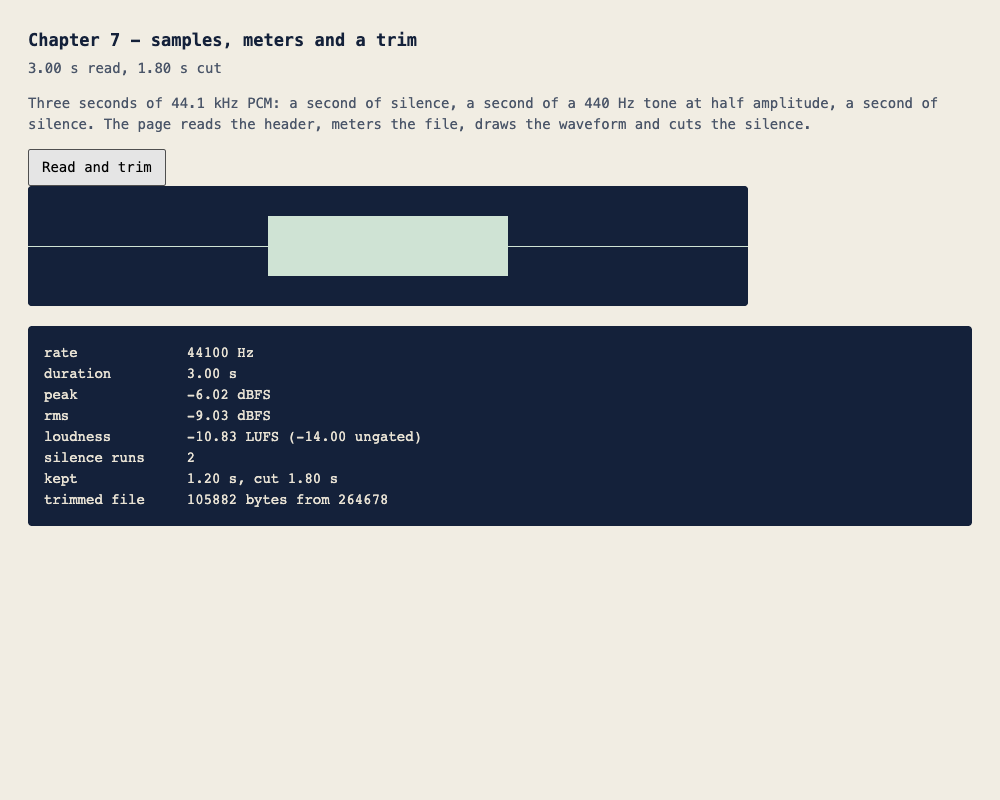 Chapter 7 — samples, meters and a trim
3.00 s read, 1.80 s cut
Three seconds of 44.1 kHz PCM: a second of silence, a second of a 440 Hz tone at half amplitude, a second of
silence. The page reads the header, meters the file, draws the waveform and cuts the silence.
Read and trim
rate 44100 Hz
duration 3.00 s
peak -6.02 dBFS
rms -9.03 dBFS
loudness -10.83 LUFS (-14.00 ungated)
silence runs 2
kept 1.20 s, cut 1.80 s
trimmed file 105882 bytes from 264678